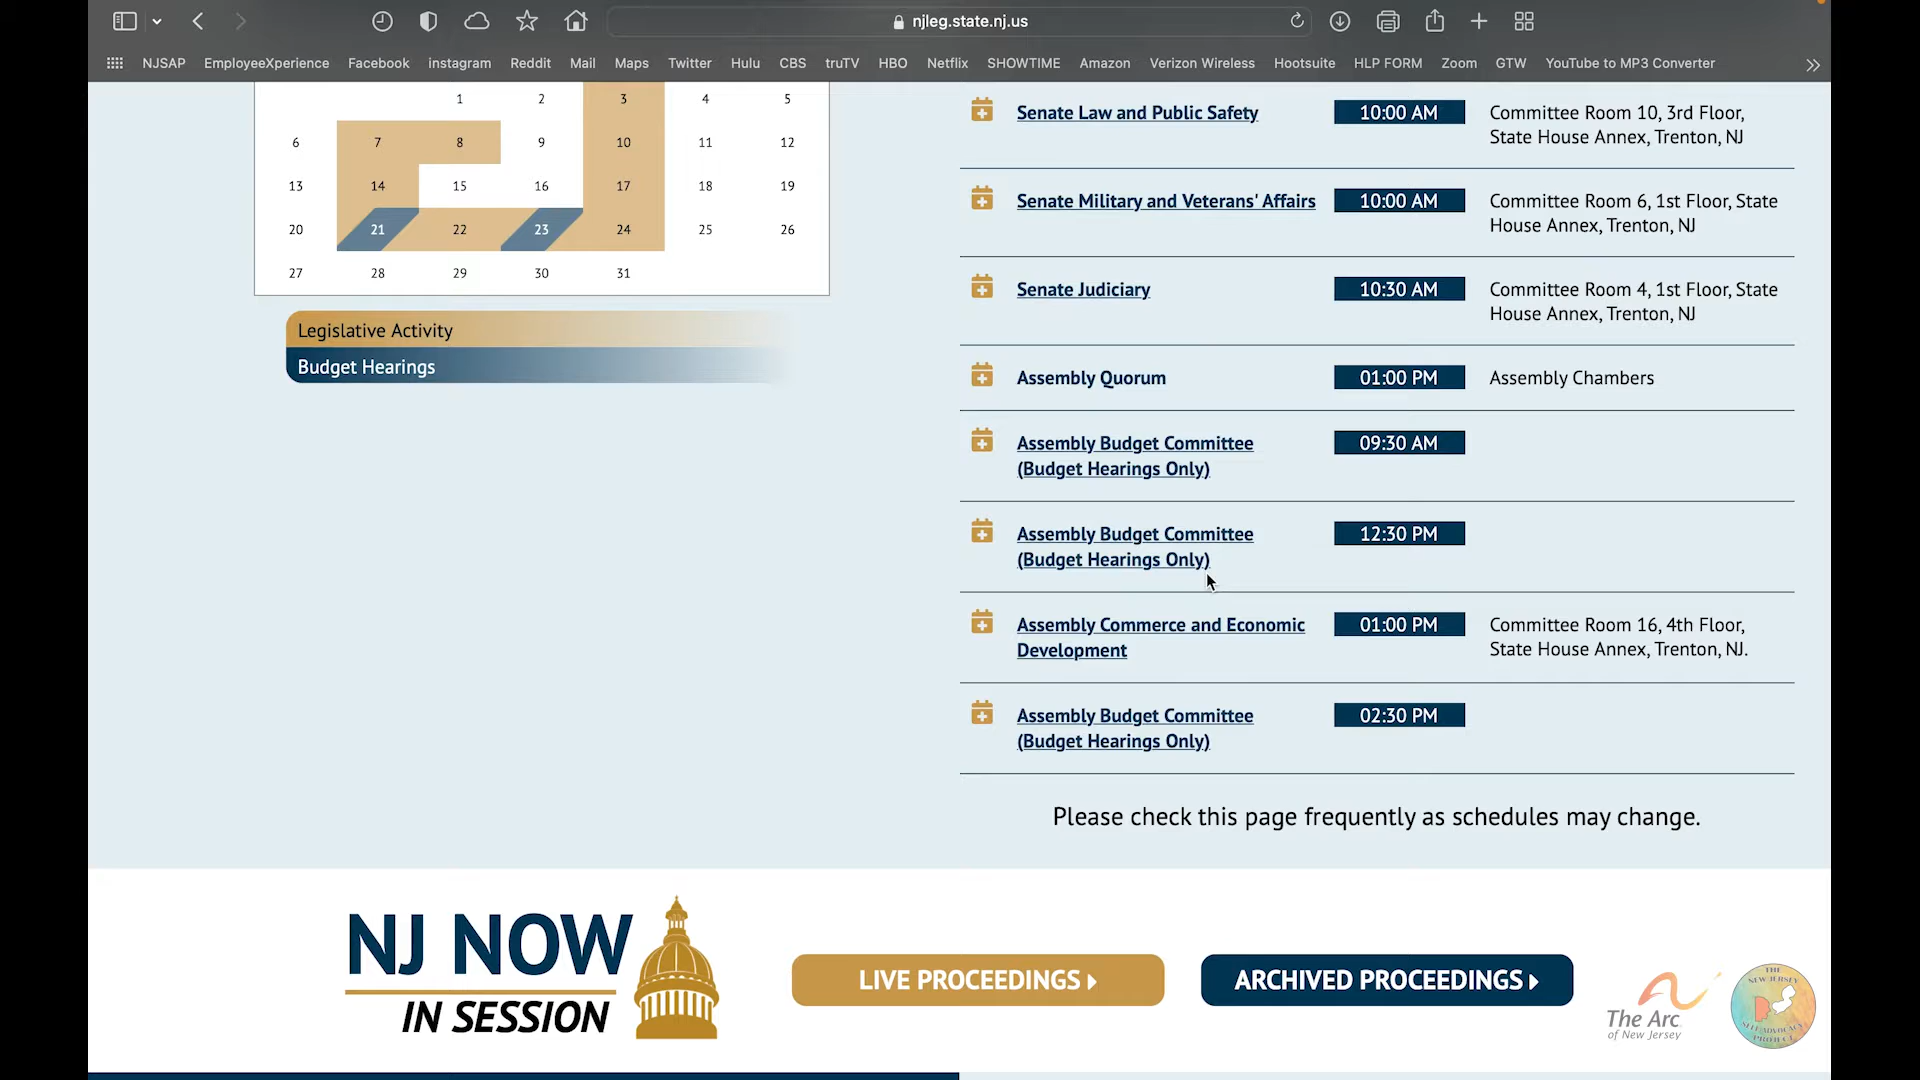 njleg.state.nj.us
NJSAP EmployeeXperience Facebook instagram Reddit Mail Maps Twitter Hulu CBS truTV HBO Netflix SHOWTIME Amazon Verizon Wireless Hootsuite HLP FORM Zoom GTW YouTube to MP3 Converter
1 2 3 4 5
6 7 8 9 10 11 12
13 14 15 16 17 18 19
20 21 22 23 24 25 26
27 28 29 30 31
Legislative Activity
Budget Hearings
Senate Law and Public Safety 10:00 AM Committee Room 10, 3rd Floor,
State House Annex, Trenton, NJ
Senate Military and Veterans' Affairs 10:00 AM Committee Room 6, 1st Floor, State
House Annex, Trenton, NJ
Senate Judiciary 10:30 AM Committee Room 4, 1st Floor, State
House Annex, Trenton, NJ
Assembly Quorum 01:00 PM Assembly Chambers
Assembly Budget Committee 09:30 AM
(Budget Hearings Only)
Assembly Budget Committee 12:30 PM
(Budget Hearings Only)
Assembly Commerce and Economic 01:00 PM Committee Room 16, 4th Floor,
Development State House Annex, Trenton, NJ.
Assembly Budget Committee 02:30 PM
(Budget Hearings Only)
Please check this page frequently as schedules may change.
NJ NOW
IN SESSION
LIVE PROCEEDINGS
ARCHIVED PROCEEDINGS
The Arc
of New Jersey
THE
NEW JERSEY
SELF ADVOCACY
PROJECT